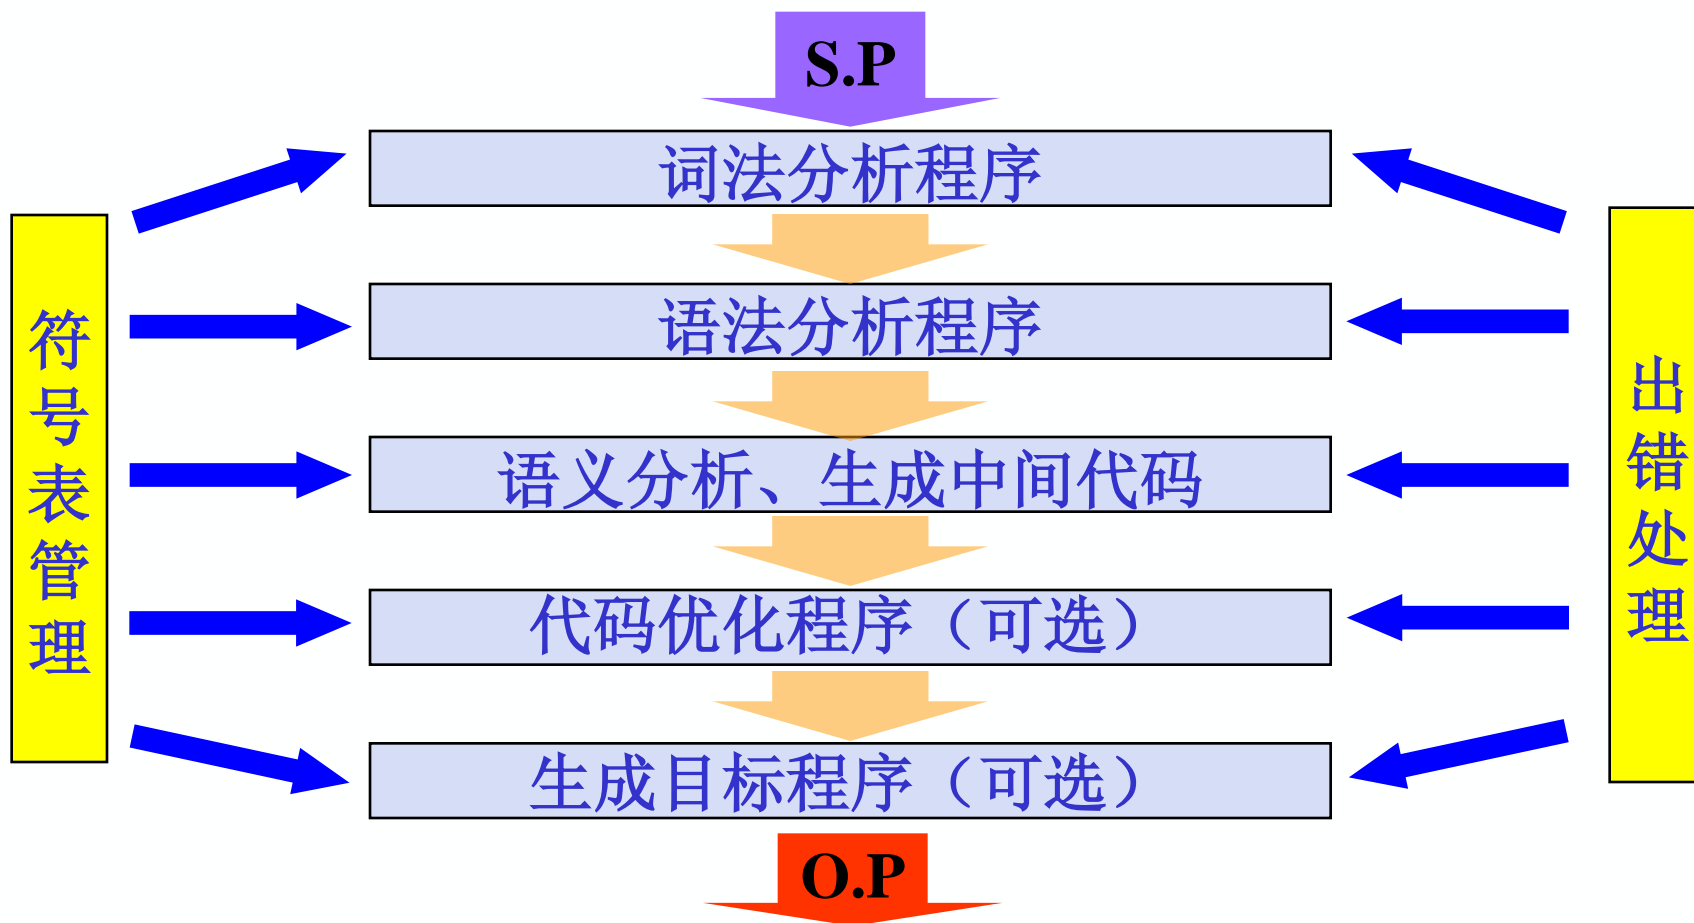 S.P
词法分析程序
语法分析程序
语义分析、生成中间代码
代码优化程序（可选）
生成目标程序（可选）
O.P
符号表管理
出错处理